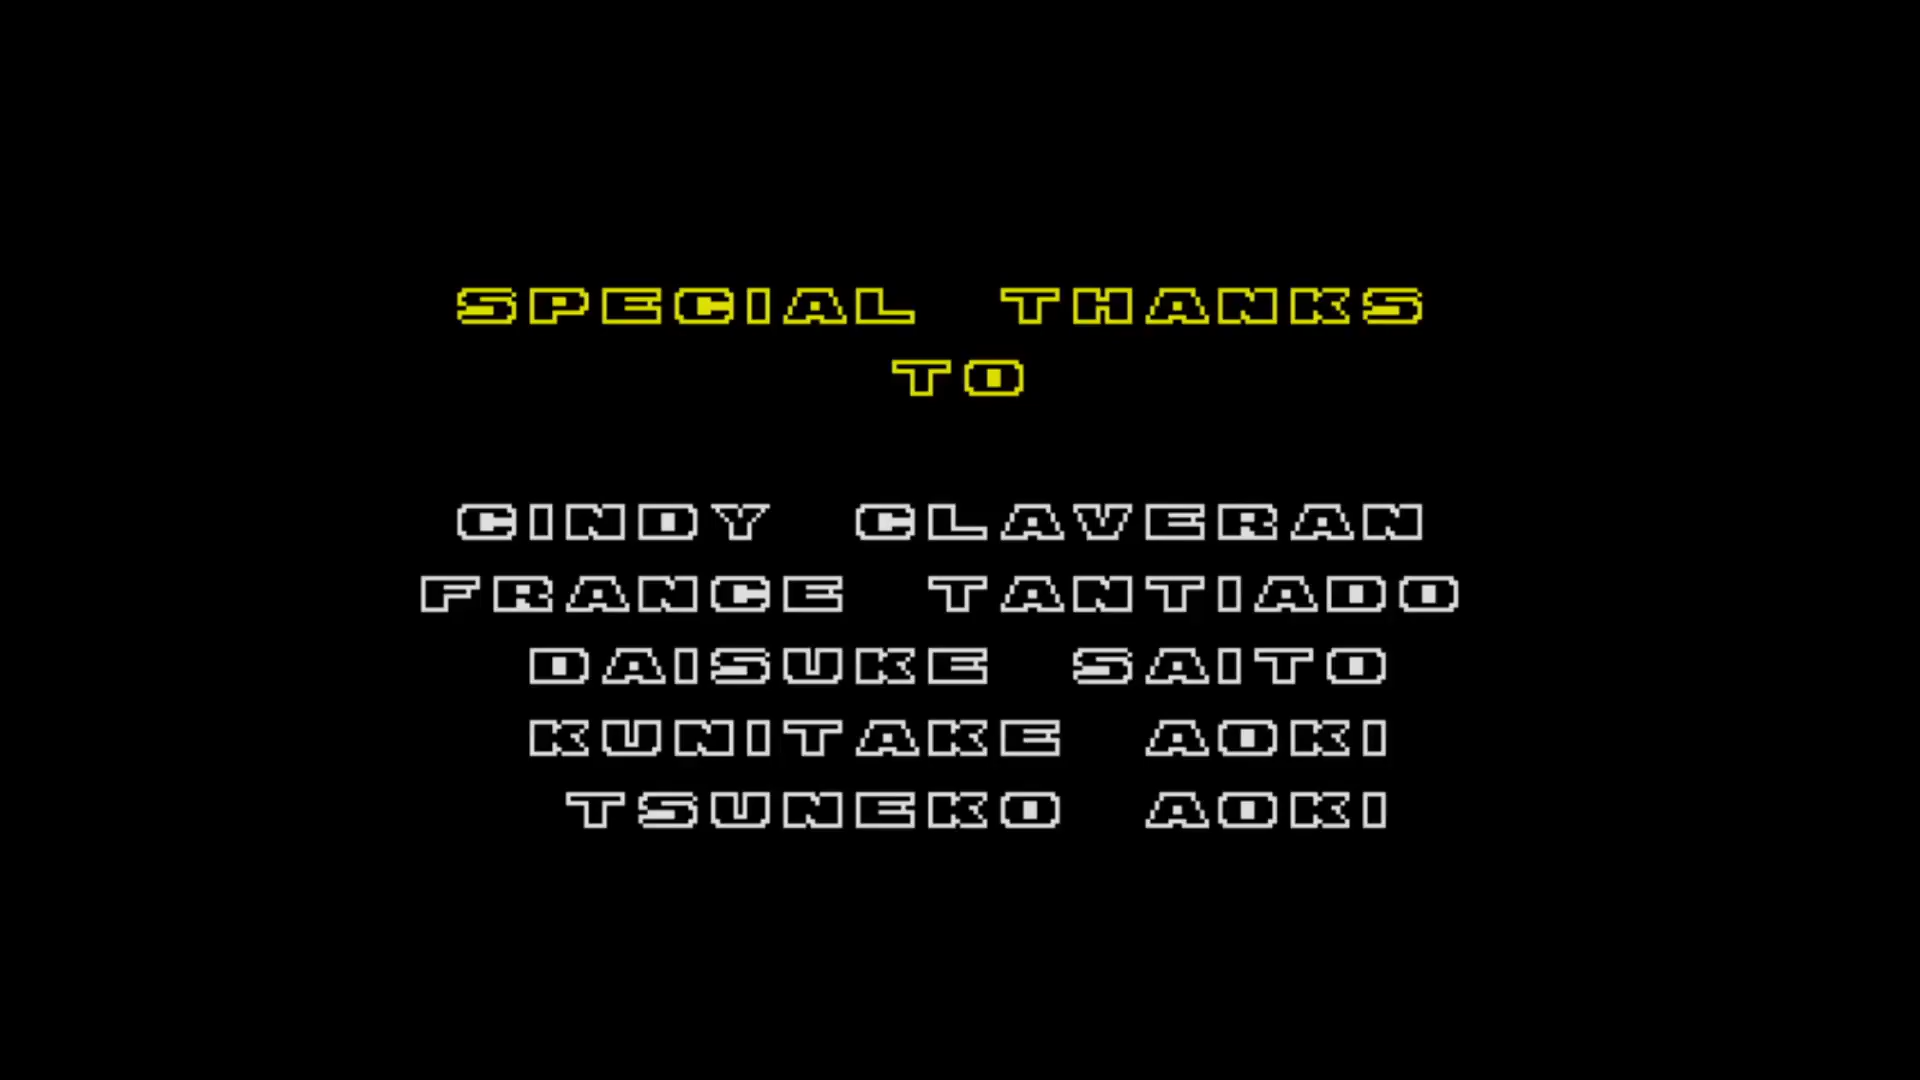 SPECIAL THANKS
TO
CINDY CLAVERAN
FRANCE TANTIADO
DAISUKE SAITO
KUNITAKE AOKI
TSUNEKO AOKI